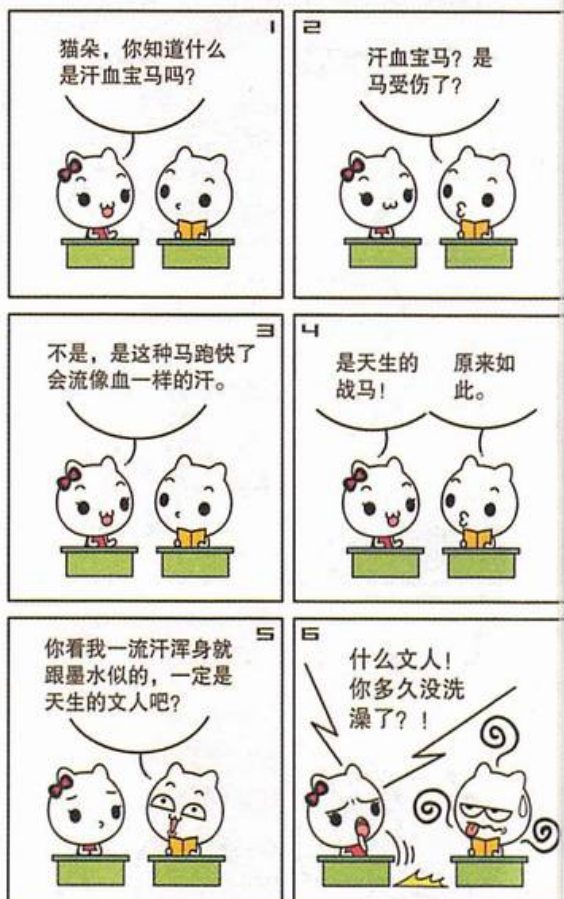 1
猫朵，你知道什么
是汗血宝马吗？
2
汗血宝马？是
马受伤了？
3
不是，是这种马跑快了
会流像血一样的汗。
4
是天生的
战马！
原来如
此。
5
你看我一流汗浑身就
跟墨水似的，一定是
天生的文人吧？
6
什么文人！
你多久没洗
澡了？！